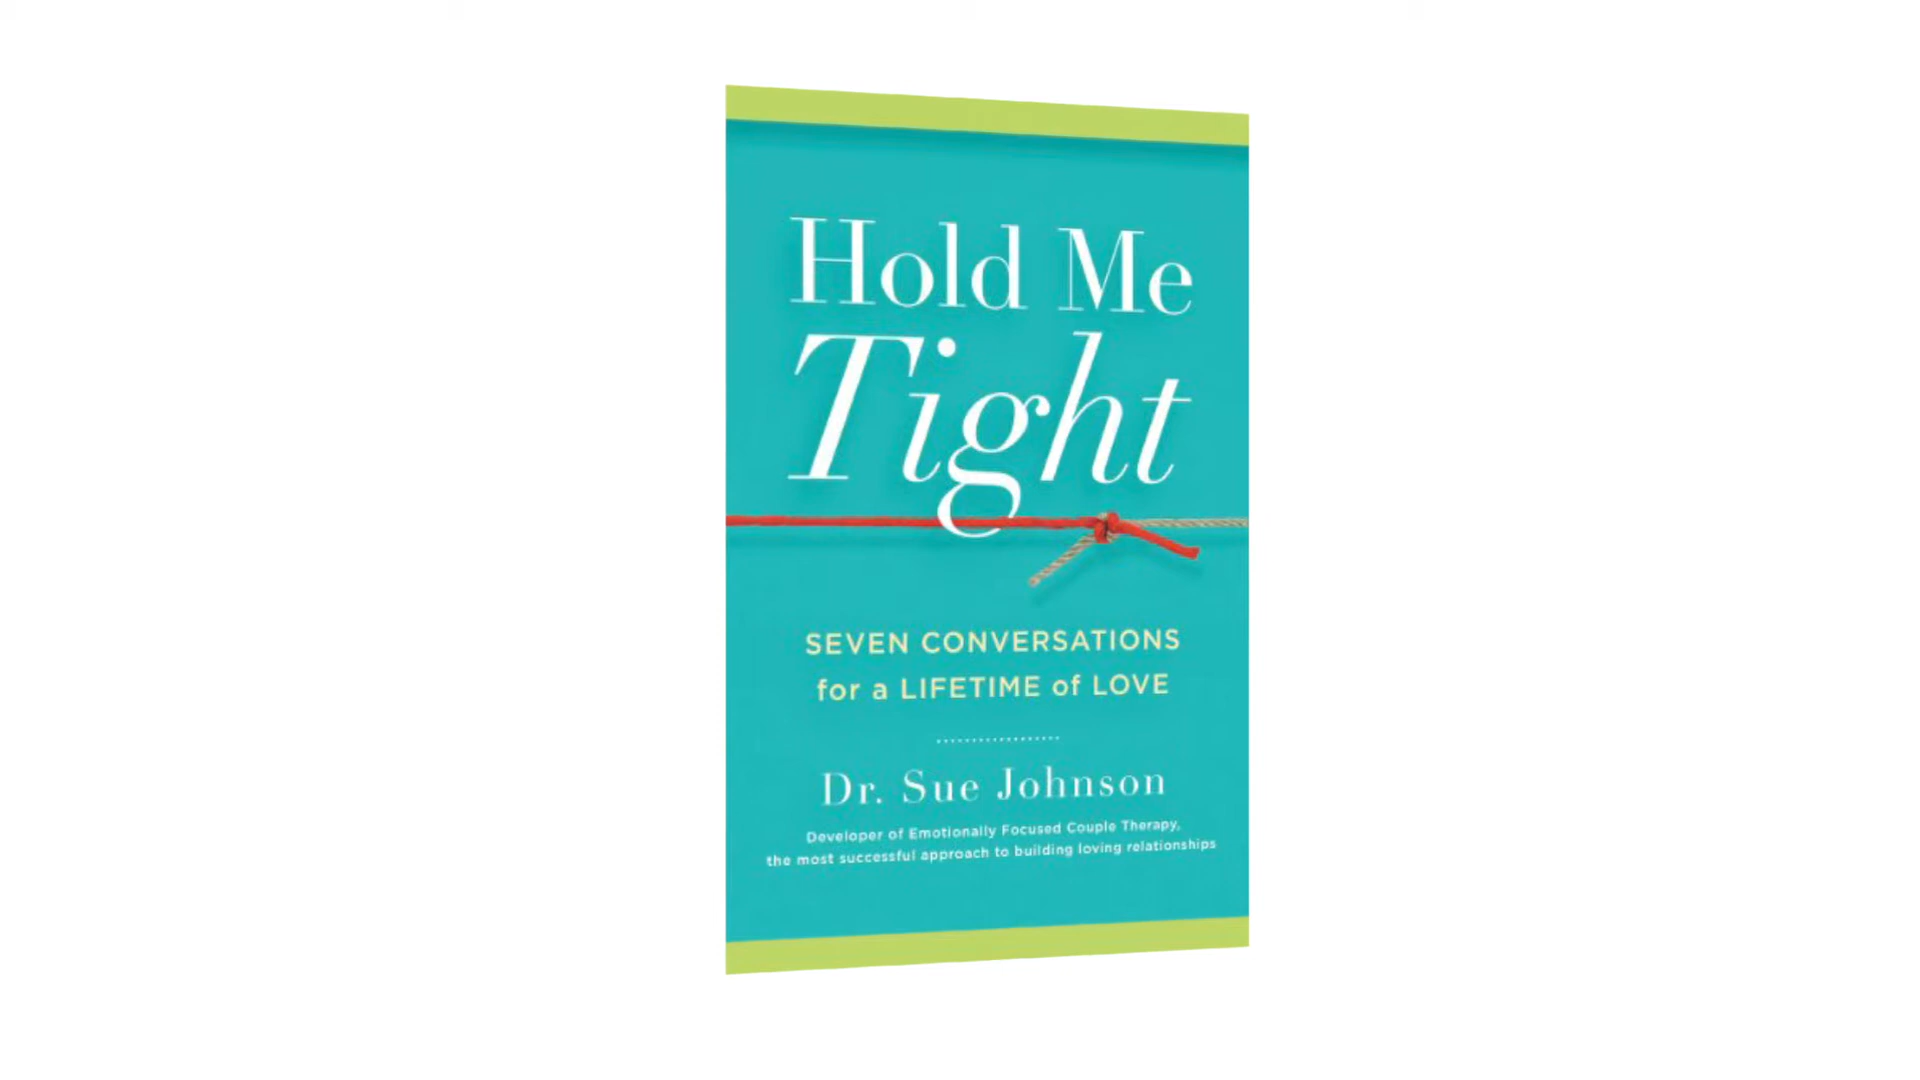 Hold Me
Tight
SEVEN CONVERSATIONS
for a LIFETIME of LOVE
Dr. Sue Johnson
Developer of Emotionally Focused Couple Therapy,
the most successful approach to building loving relationships